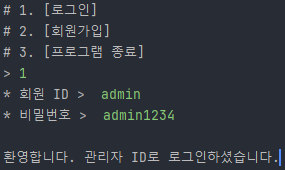 # 1. [로그인]
# 2. [회원가입]
# 3. [프로그램 종료]
> 1
* 회원 ID > admin
* 비밀번호 > admin1234
환영합니다. 관리자 ID로 로그인하셨습니다.